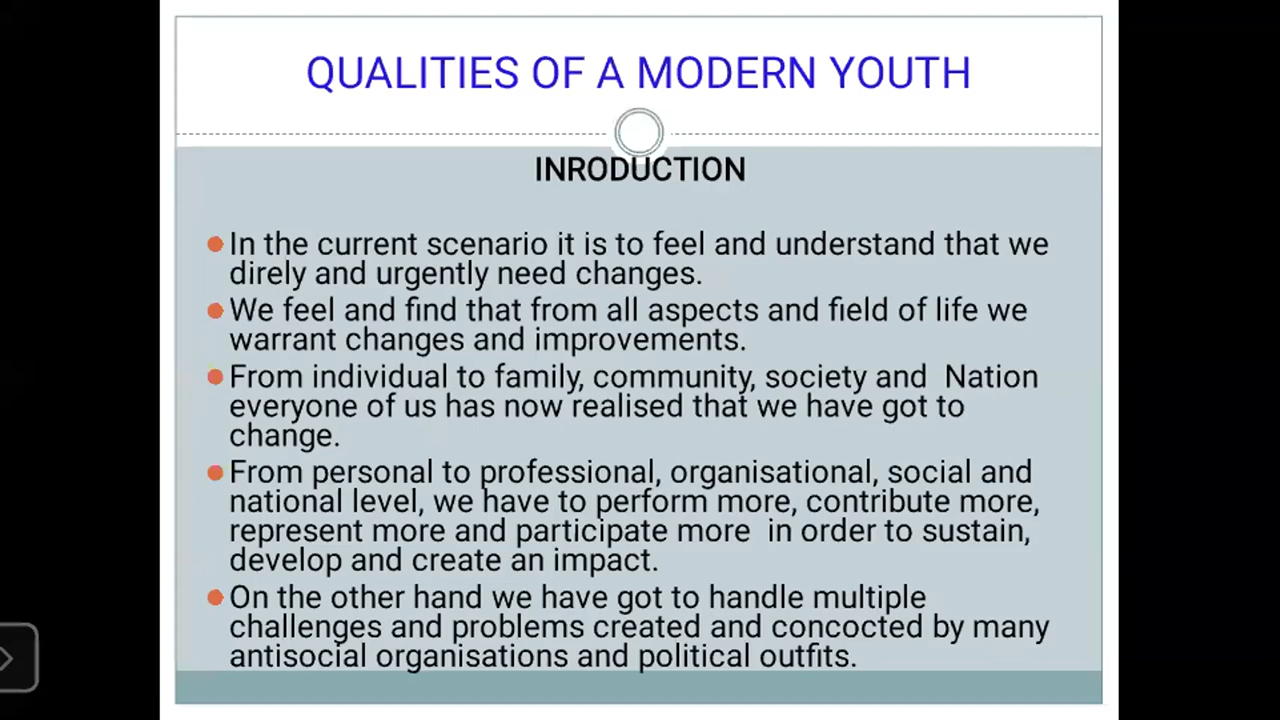 QUALITIES OF A MODERN YOUTH
INRODUCTION
In the current scenario it is to feel and understand that we
direly and urgently need changes.
We feel and find that from all aspects and field of life we
warrant changes and improvements.
From individual to family, community, society and  Nation
everyone of us has now realised that we have got to
change.
From personal to professional, organisational, social and
national level, we have to perform more, contribute more,
represent more and participate more  in order to sustain,
develop and create an impact.
On the other hand we have got to handle multiple
challenges and problems created and concocted by many
antisocial organisations and political outfits.